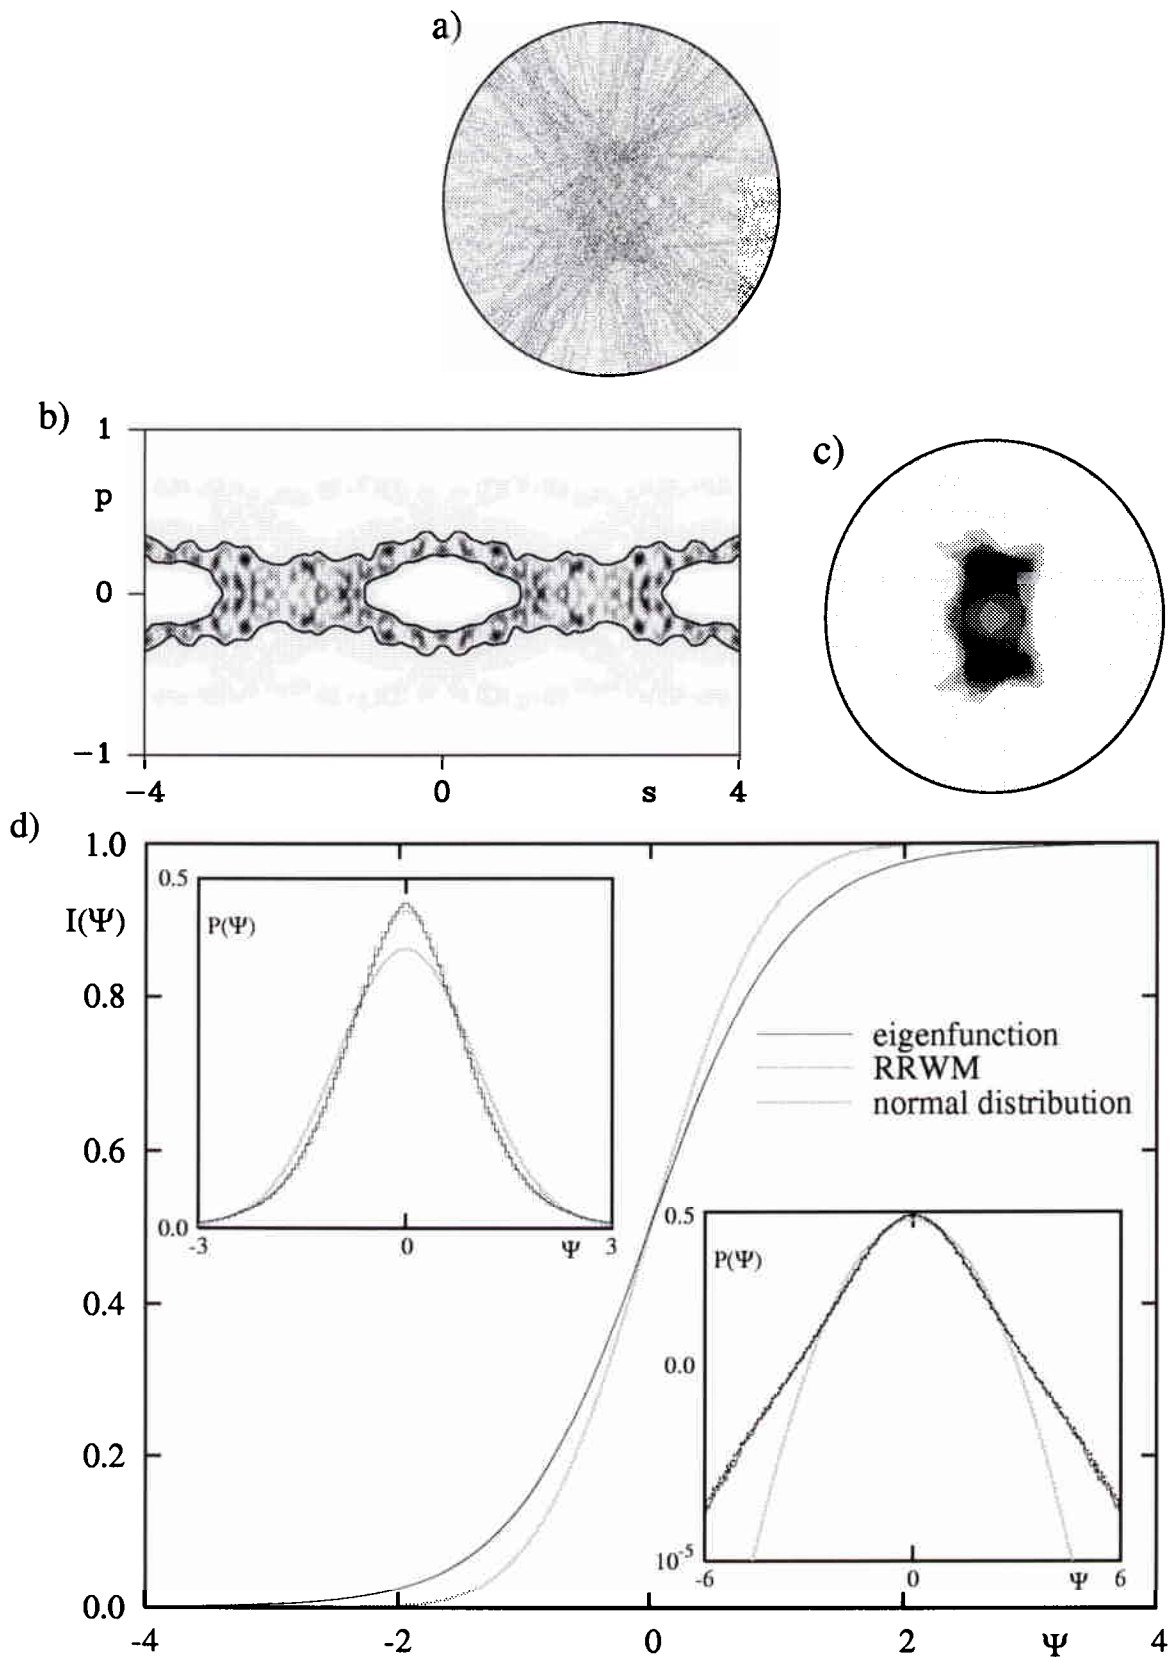 a)
b)
1
p
0
−1
−4
0
s
4
c)
d)
1.0
I(Ψ)
0.8
0.6
0.4
0.2
0.0
-4
-2
0
2
Ψ
4
0.5
P(Ψ)
0.0
-3
0
Ψ
3
eigenfunction
RRWM
normal distribution
0.5
P(Ψ)
0.0
10-5
-6
0
Ψ
6